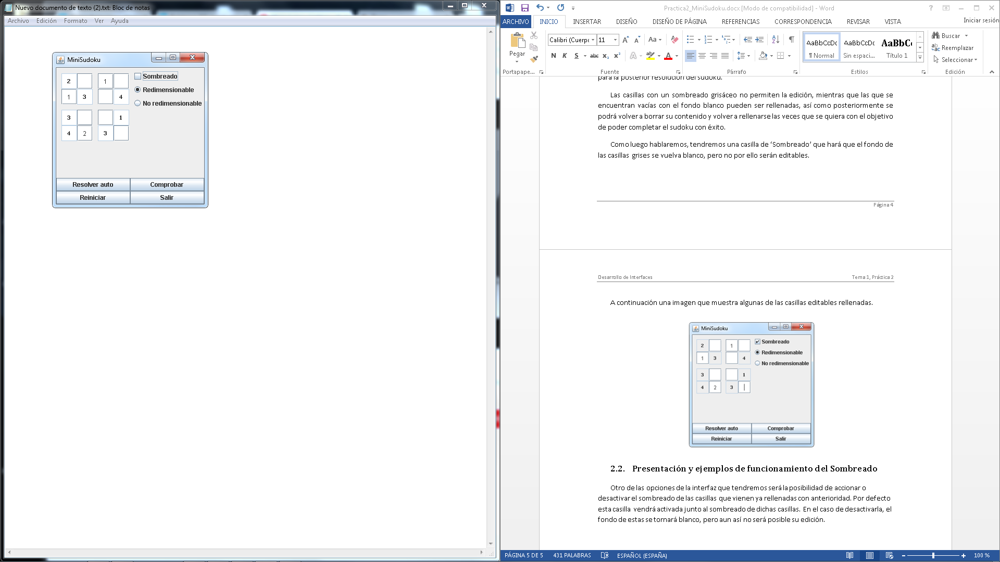 Nuevo documento de texto (2).txt: Bloc de notas
Archivo Edición Formato Ver Ayuda
MiniSudoku
2 1
1 3 4
3 1
4 2 3
Sombreado
Redimensionable
No redimensionable
Resolver auto Comprobar
Reiniciar Salir
Practica2_MiniSudoku.docx [Modo de compatibilidad] - Word
ARCHIVO INICIO INSERTAR DISEÑO DISEÑO DE PÁGINA REFERENCIAS CORRESPONDENCIA REVISAR VISTA Iniciar sesión
Pegar
Portapape...
Calibri (Cuerpc 11
N K S abc x₂ x²
Fuente
Párrafo
AaBbCcDc AaBbCcDc AaBbCc
¶ Normal Sin espaci... Título 1
Estilos
Buscar
Reemplazar
Seleccionar
Edición
para la posterior resolución del sudoku.
Las casillas con un sombreado grisáceo no permiten la edición, mientras que las que se
encuentran vacías con el fondo blanco pueden ser rellenadas, así como posteriormente se
podrá volver a borrar su contenido y volver a rellenarse las veces que se quiera con el objetivo
de poder completar el sudoku con éxito.
Como luego hablaremos, tendremos una casilla de ‘Sombreado’ que hará que el fondo de
las casillas grises se vuelva blanco, pero no por ello serán editables.
Página 4
Desarrollo de Interfaces Tema 1, Práctica 2
A continuación una imagen que muestra algunas de las casillas editables rellenadas.
MiniSudoku
2 1
1 3 4
3 1
4 2 3
Sombreado
Redimensionable
No redimensionable
Resolver auto Comprobar
Reiniciar Salir
2.2. Presentación y ejemplos de funcionamiento del Sombreado
Otro de las opciones de la interfaz que tendremos será la posibilidad de accionar o
desactivar el sombreado de las casillas que vienen ya rellenadas con anterioridad. Por defecto
esta casilla vendrá activada junto al sombreado de dichas casillas. En el caso de desactivarla, el
fondo de estas se tornará blanco, pero aun así no será posible su edición.
PÁGINA 5 DE 5 431 PALABRAS ESPAÑOL (ESPAÑA) 100 %